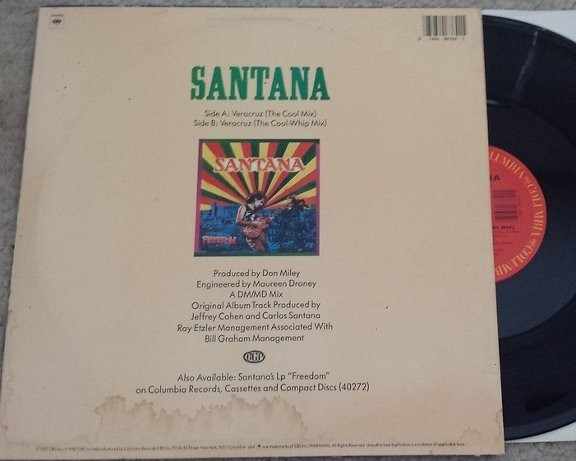 SANTANA
Side A: Veracruz (The Cool Mix)
Side B: Veracruz (The Cool-Whip Mix)
SANTANA
FREEDOM
Produced by Don Miley
Engineered by Maureen Droney
A DM/MD Mix
Original Album Track Produced by
Jeffrey Cohen and Carlos Santana
Ray Etzler Management Associated With
Bill Graham Management
Also Available: Santana's Lp "Freedom"
on Columbia Records, Cassettes and Compact Discs (40272)
COLUMBIA
COLUMBIA